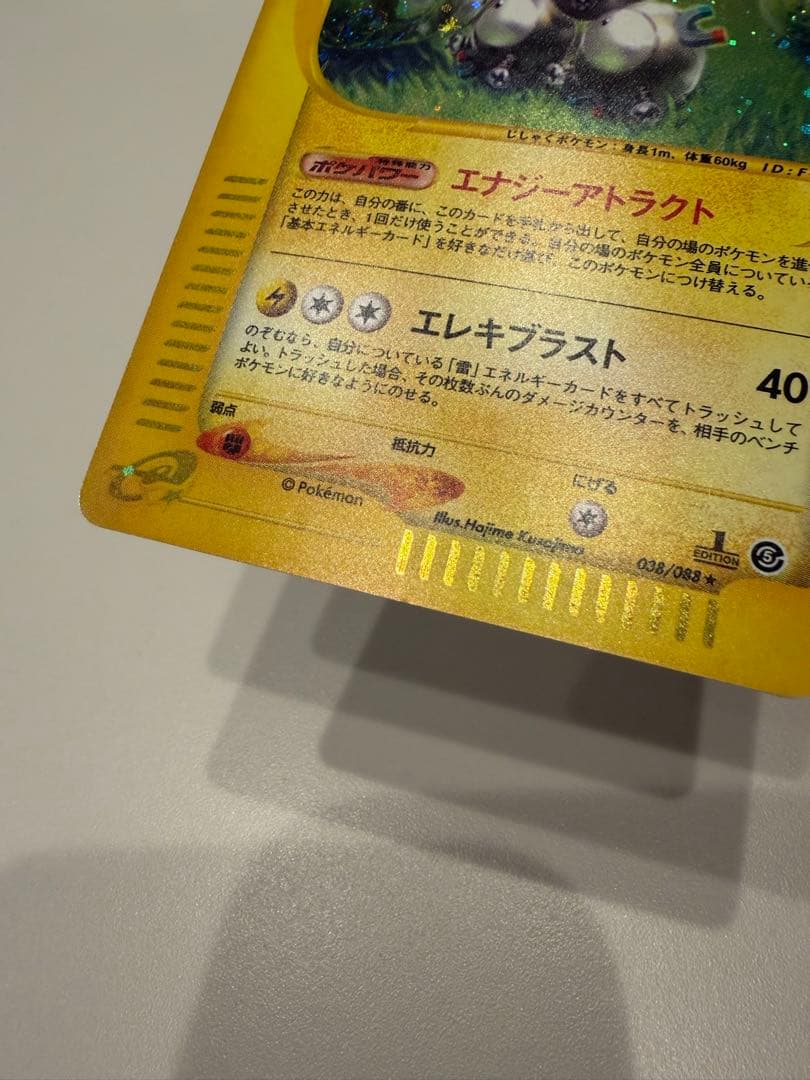 じしゃくポケモン：身長1m、体重60kg ID：F
特殊能力
ポケパワー エナジーアトラクト
この力は、自分の番に、このカードを手札から出して、自分の場のポケモンを進
させたとき、1回だけ使うことができる。自分の場のポケモン全員についてい
「基本エネルギーカード」を好きなだけ選び、このポケモンにつけ替える。
エレキブラスト 40
のぞむなら、自分についている「雷」エネルギーカードをすべてトラッシュして
よい。トラッシュした場合、その枚数ぶんのダメージカウンターを、相手のベンチ
ポケモンに好きなようにのせる。
弱点 抵抗力 にげる
©Pokémon
Illus.Hajime Kusajima
1 EDITION 5
038/088★